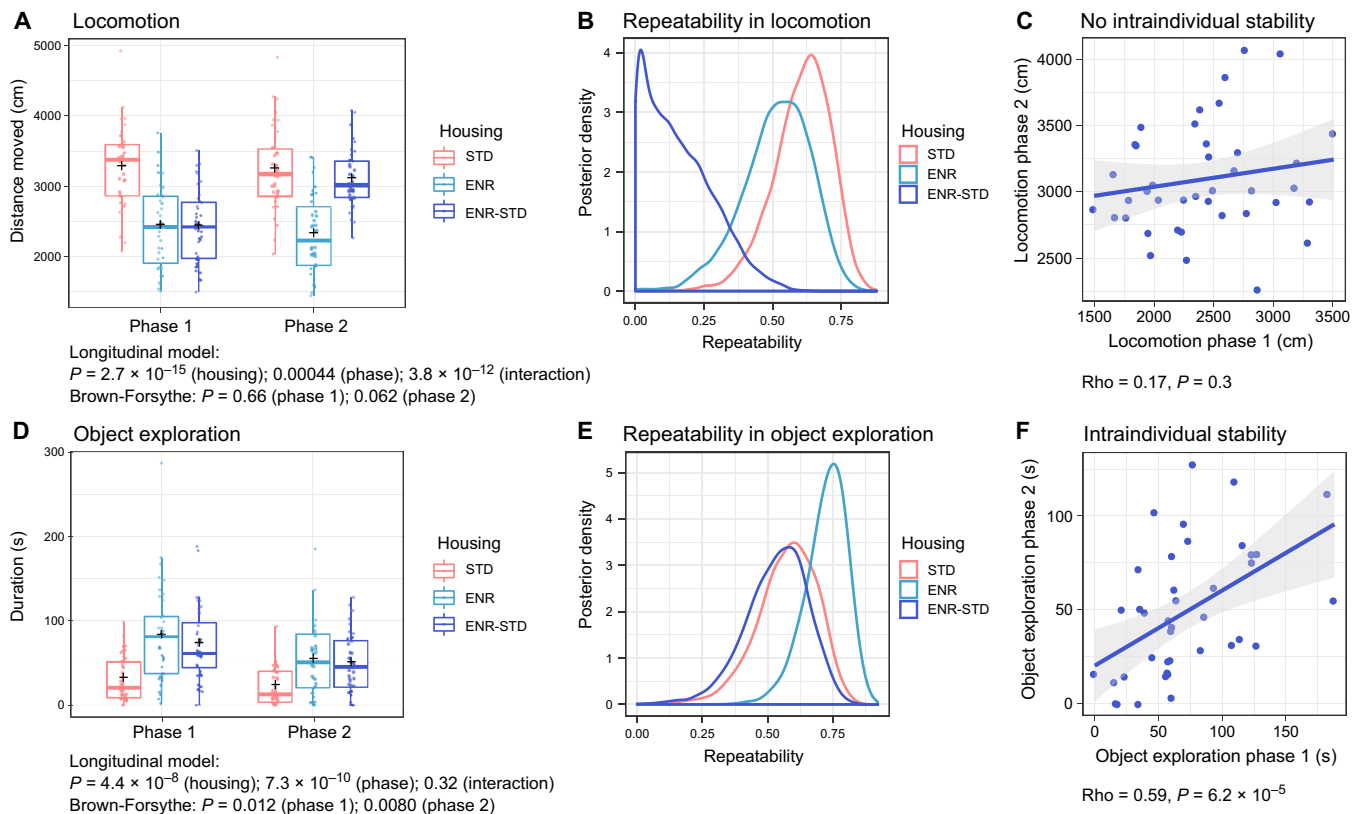 A Locomotion
Distance moved (cm)
5000
4000
3000
2000
Phase 1 Phase 2
Housing
STD
ENR
ENR-STD
Longitudinal model:
P = 2.7 × 10⁻¹⁵ (housing); 0.00044 (phase); 3.8 × 10⁻¹² (interaction)
Brown-Forsythe: P = 0.66 (phase 1); 0.062 (phase 2)
B Repeatability in locomotion
Posterior density
4
3
2
1
0
0.00 0.25 0.50 0.75
Repeatability
Housing
STD
ENR
ENR-STD
C No intraindividual stability
Locomotion phase 2 (cm)
4000
3500
3000
2500
1500 2000 2500 3000 3500
Locomotion phase 1 (cm)
Rho = 0.17, P = 0.3
D Object exploration
Duration (s)
300
200
100
0
Phase 1 Phase 2
Housing
STD
ENR
ENR-STD
Longitudinal model:
P = 4.4 × 10⁻⁸ (housing); 7.3 × 10⁻¹⁰ (phase); 0.32 (interaction)
Brown-Forsythe: P = 0.012 (phase 1); 0.0080 (phase 2)
E Repeatability in object exploration
Posterior density
5
4
3
2
1
0
0.00 0.25 0.50 0.75
Repeatability
Housing
STD
ENR
ENR-STD
F Intraindividual stability
Object exploration phase 2 (s)
100
50
0
0 50 100 150
Object exploration phase 1 (s)
Rho = 0.59, P = 6.2 × 10⁻⁵